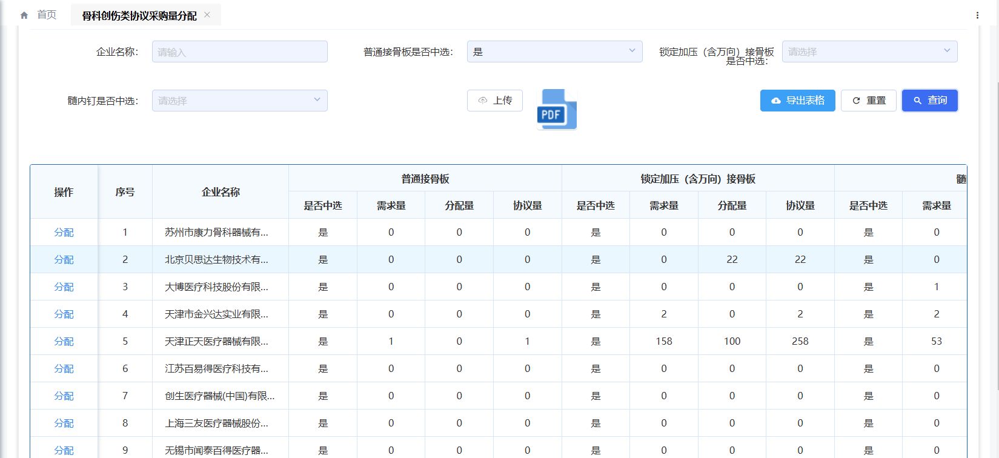 首页
骨科创伤类协议采购量分配
企业名称：
请输入
普通接骨板是否中选：
是
锁定加压（含万向）接骨板
是否中选：
请选择
髓内钉是否中选：
请选择
上传
PDF
导出表格
重置
查询
操作 序号 企业名称 普通接骨板 锁定加压（含万向）接骨板 髓
是否中选 需求量 分配量 协议量 是否中选 需求量 分配量 协议量 是否中选 需求量
分配 1 苏州市康力骨科器械有... 是 0 0 0 是 0 0 0 是 0
分配 2 北京贝思达生物技术有... 是 0 0 0 是 0 22 22 是 0
分配 3 大博医疗科技股份有限... 是 0 0 0 是 0 0 0 是 1
分配 4 天津市金兴达实业有限... 是 0 0 0 是 2 0 2 是 2
分配 5 天津正天医疗器械有限... 是 1 0 1 是 158 100 258 是 53
分配 6 江苏百易得医疗科技有... 是 0 0 0 是 0 0 0 是 0
分配 7 创生医疗器械(中国)有限... 是 0 0 0 是 0 0 0 是 0
分配 8 上海三友医疗器械股份... 是 0 0 0 是 0 0 0 是 0
分配 9 无锡市闻泰百得医疗器... 是 0 0 0 是 0 0 0 是 0